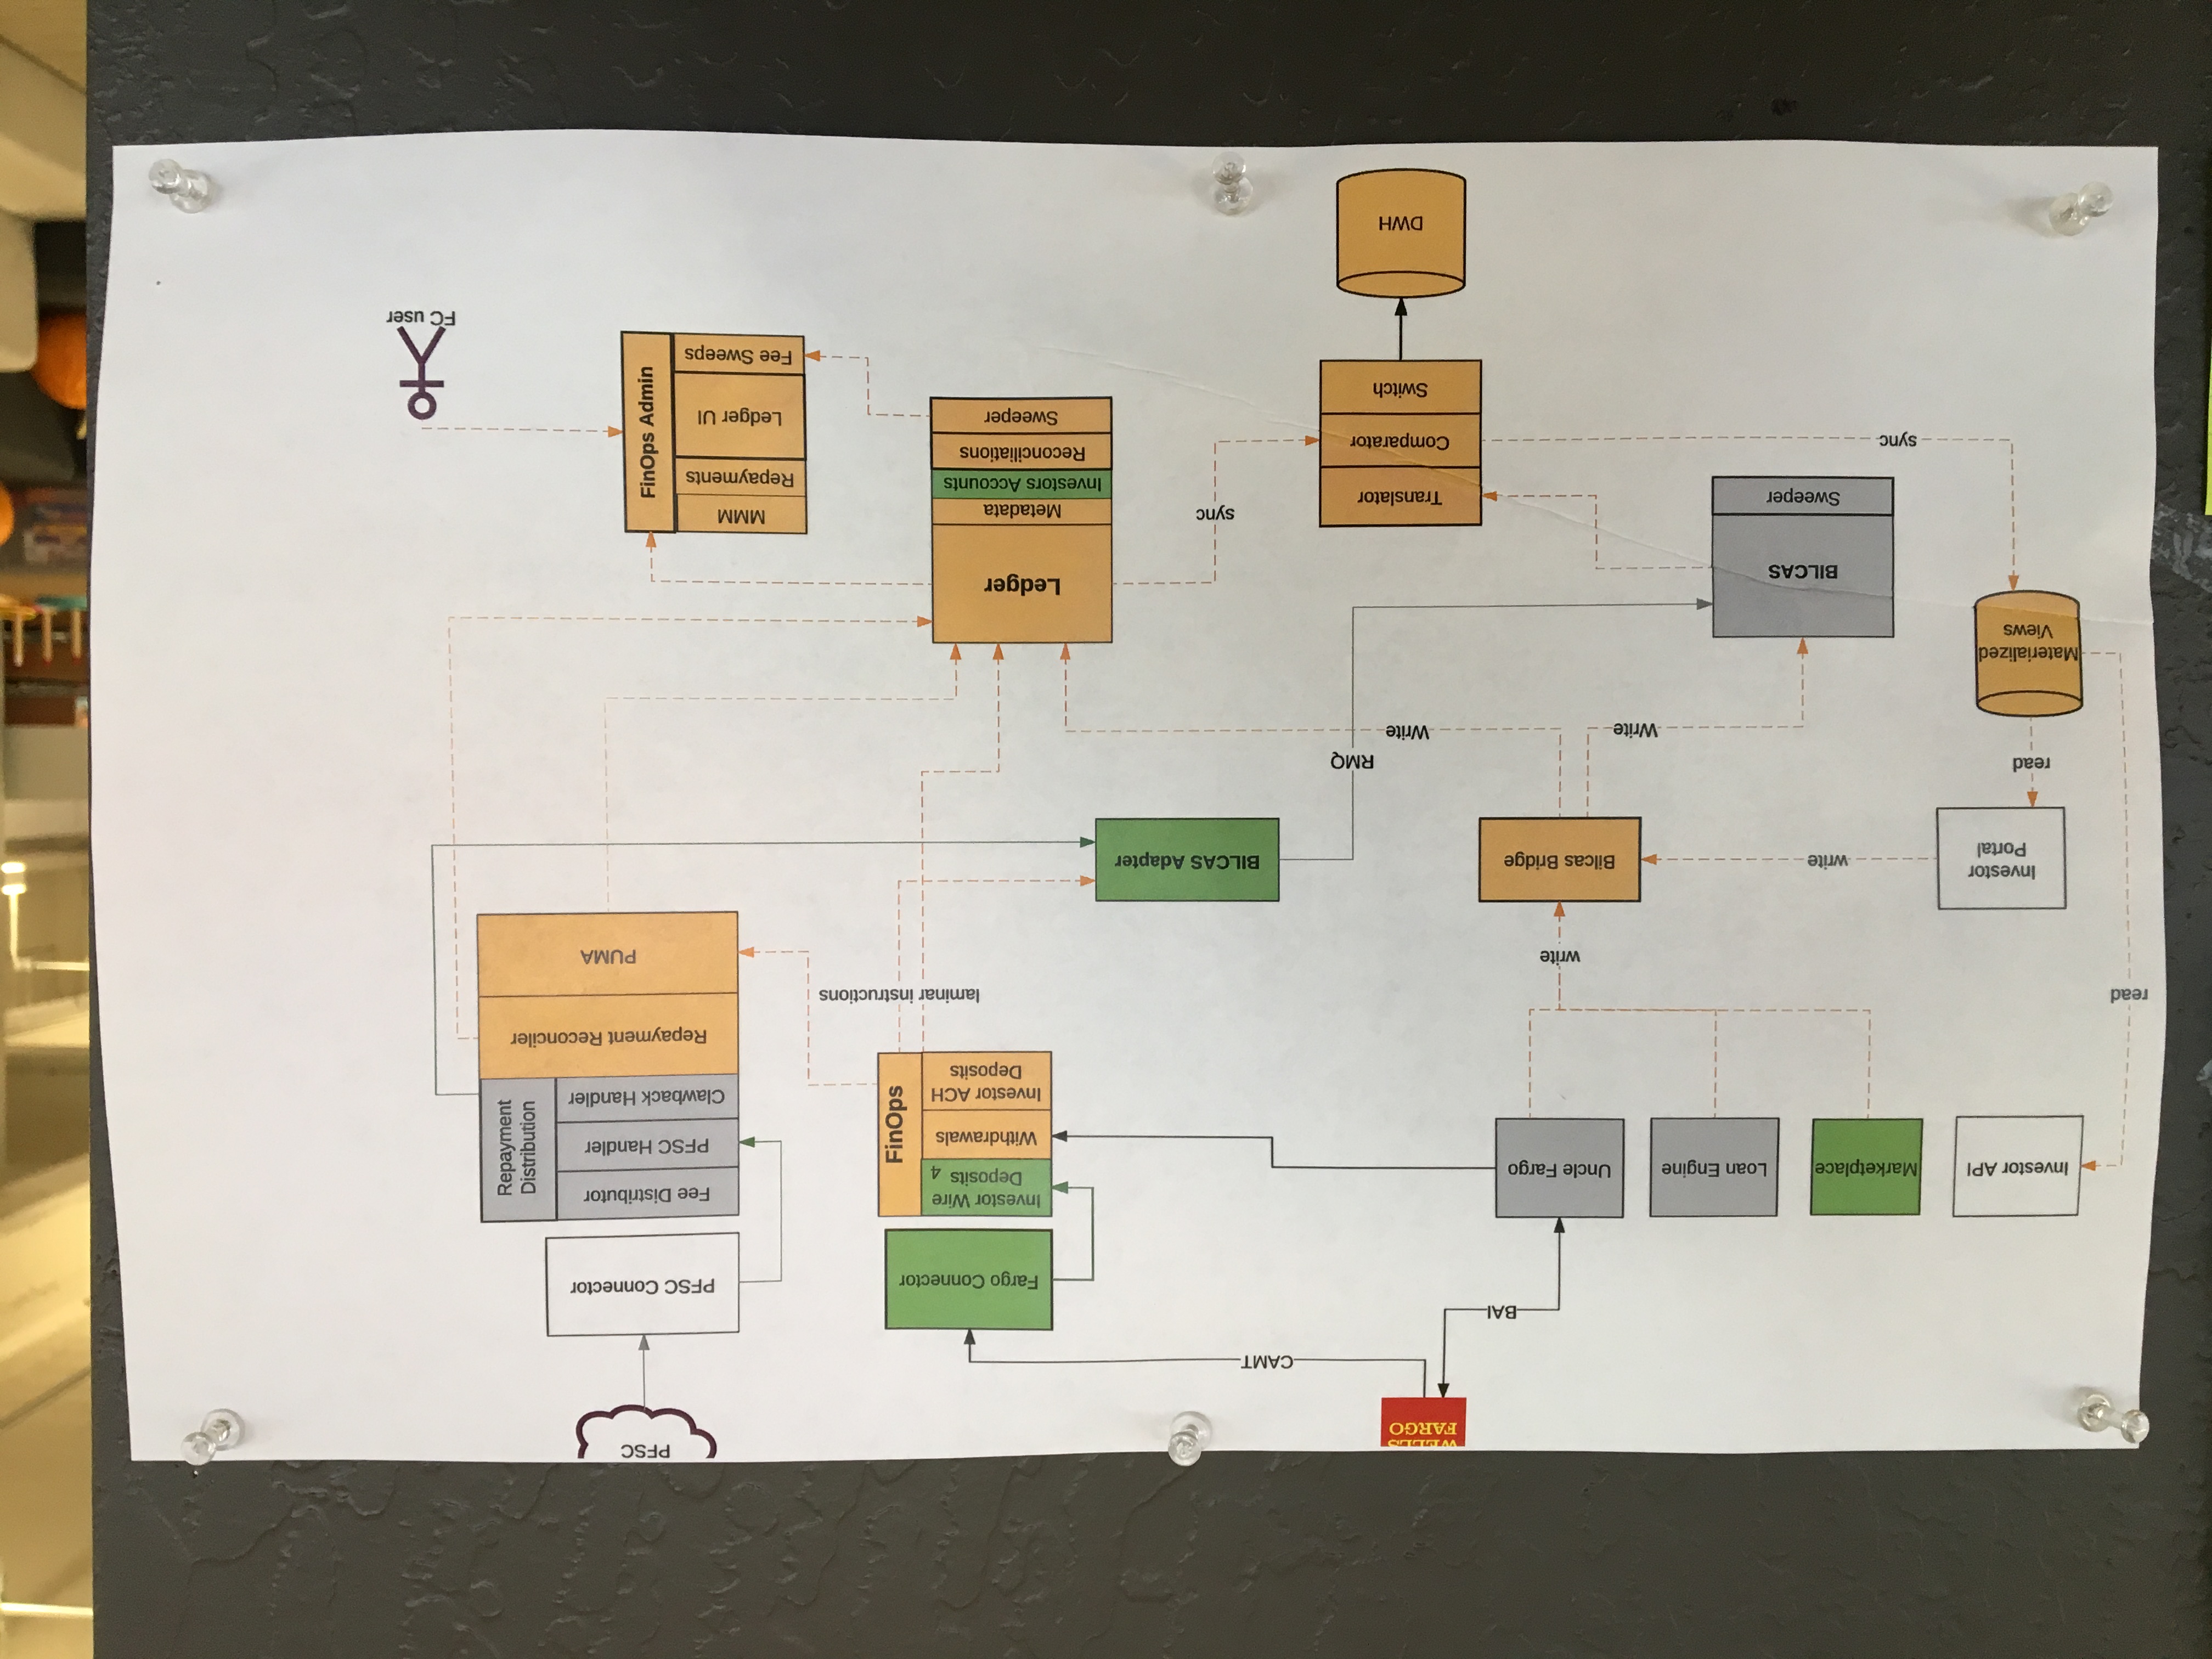 WELLS
FARGO
PFSC
CAMT
BAI
Fargo Connector
PFSC Connector
Investor API
Marketplace
Loan Engine
Uncle Fargo
Investor Wire
Deposits 4
Withdrawals
Investor ACH
Deposits
FinOps
Fee Distributor
PFSC Handler
Clawback Handler
Repayment
Distribution
Repayment Reconciler
PUMA
read
laminar instructions
write
Investor
Portal
write
Bilcas Bridge
BILCAS Adapter
read
RMQ
Write
Write
Materialized
Views
BILCAS
Sweeper
Ledger
Metadata
Investors Accounts
Reconciliations
Sweeper
sync
Translator
Comparator
Switch
sync
MMM
Repayments
Ledger UI
Fee Sweeps
FinOps Admin
FC user
DWH